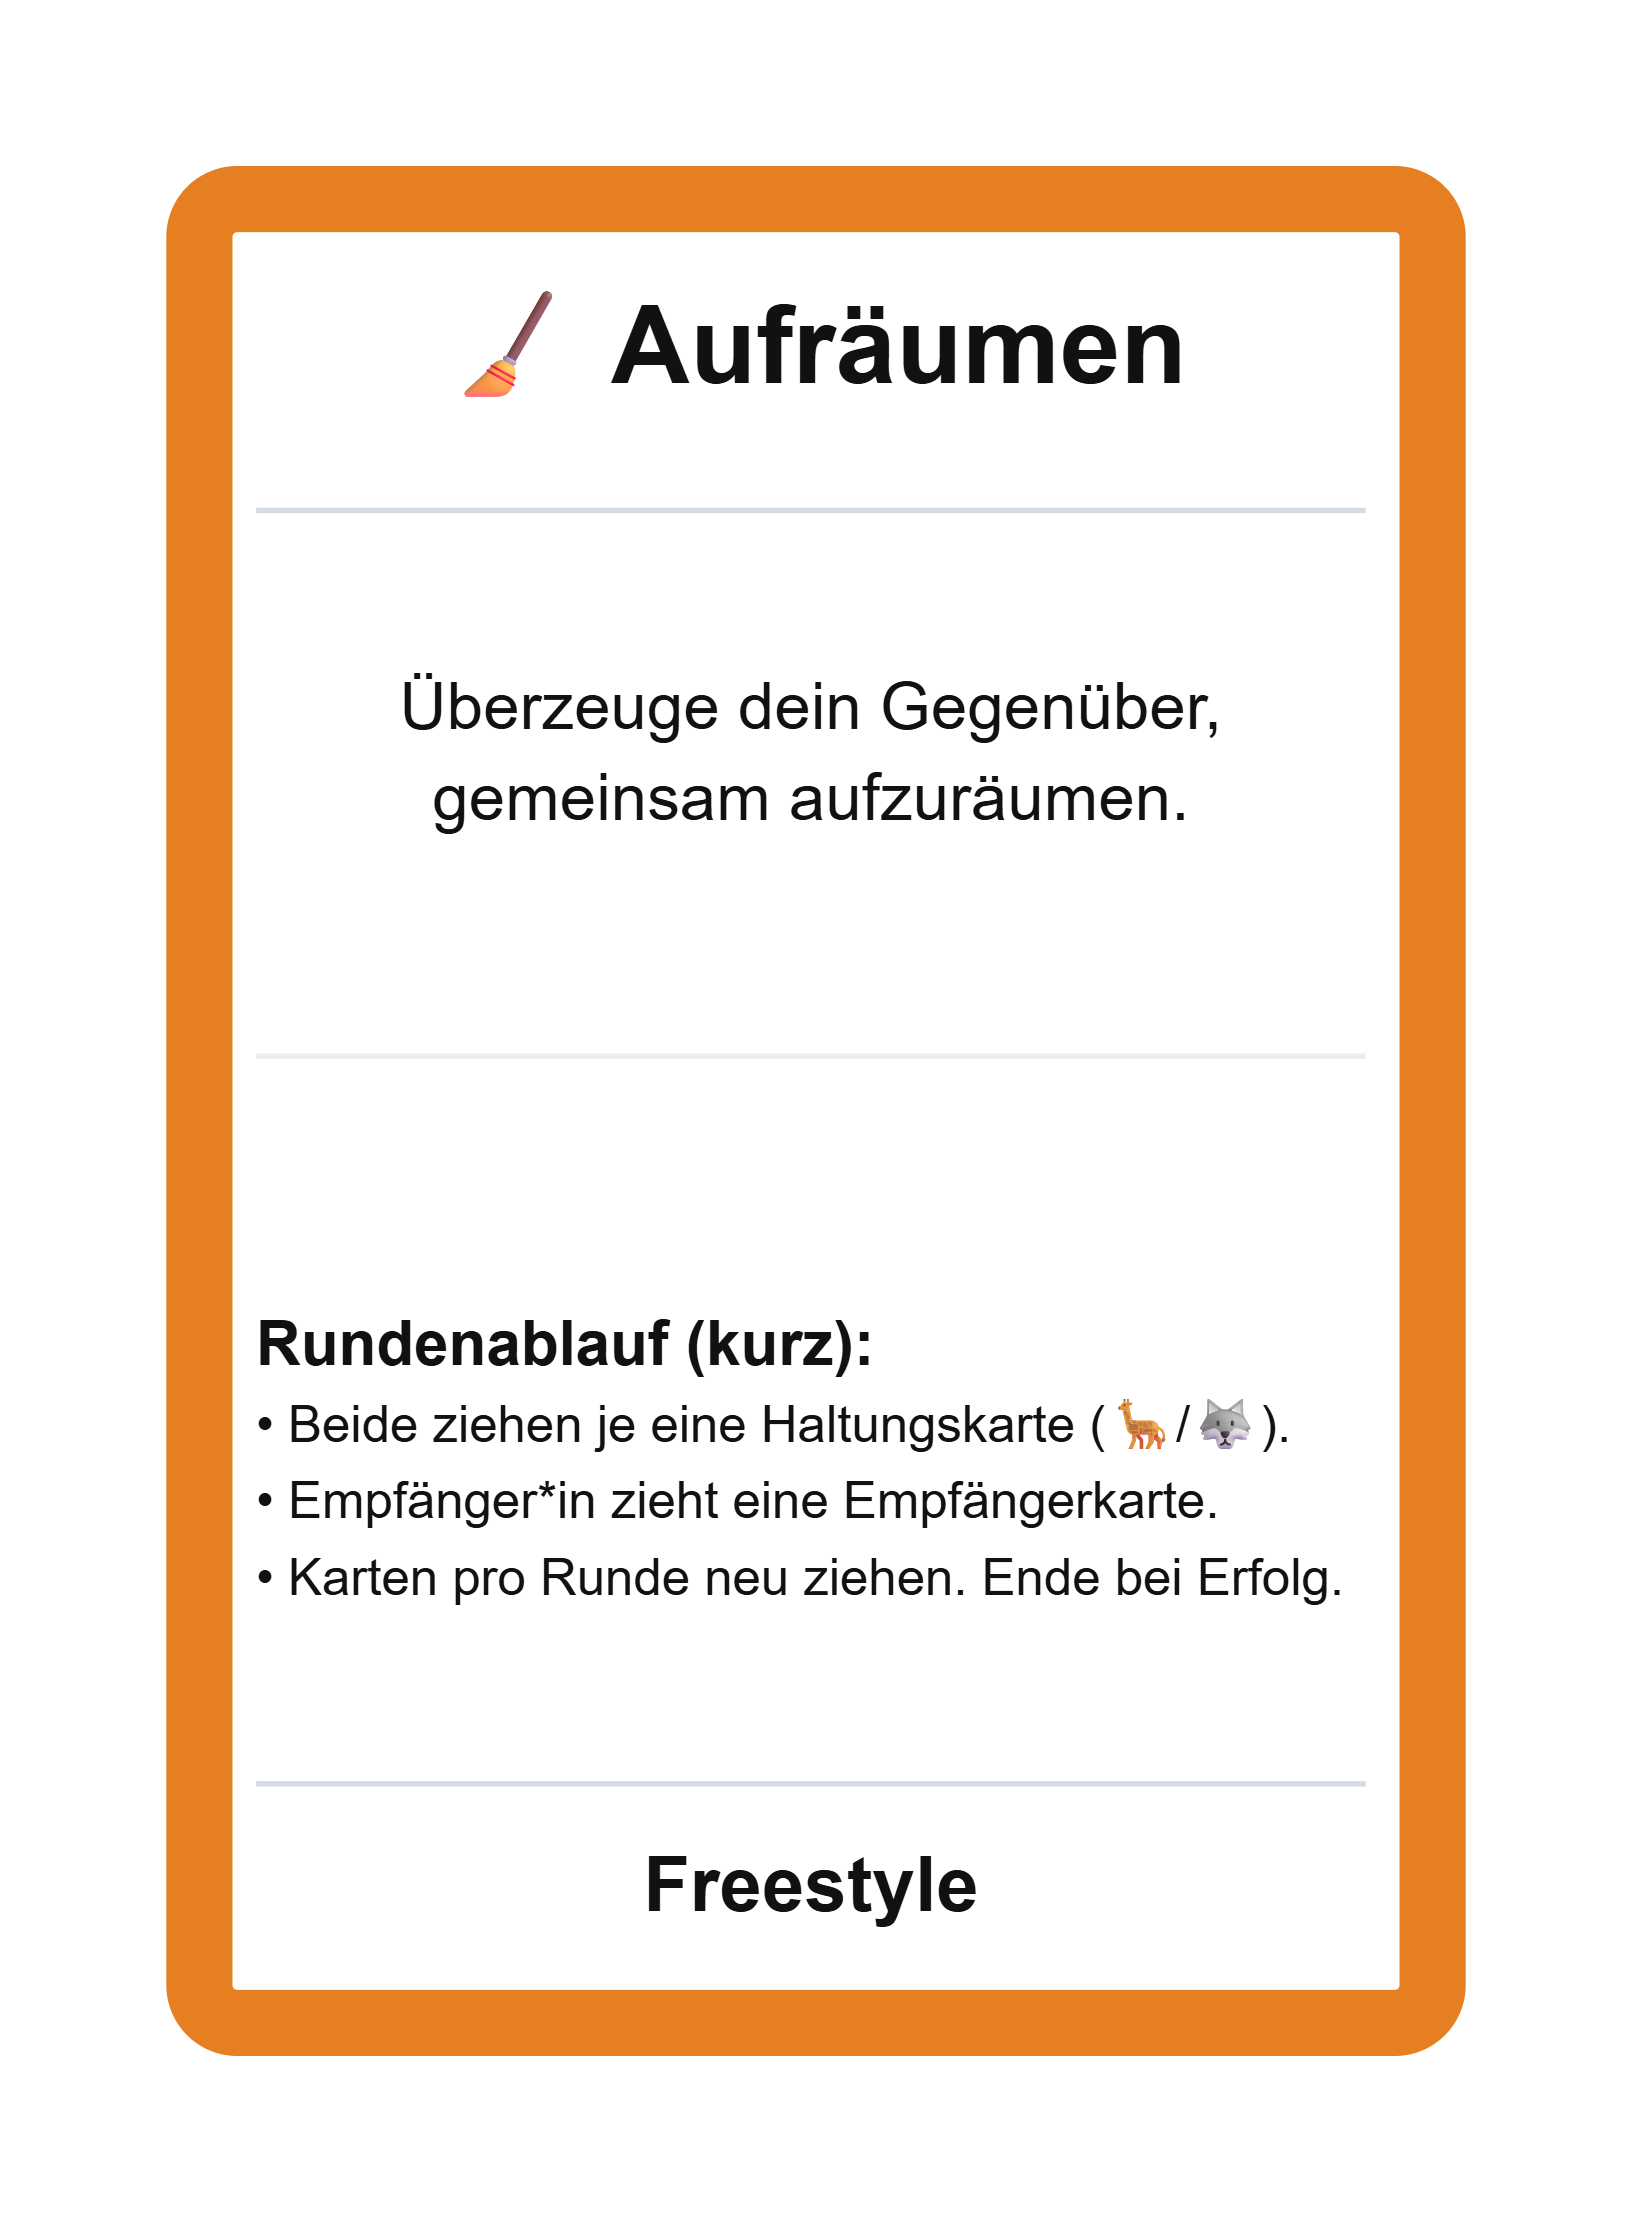 🧹 Aufräumen
Überzeuge dein Gegenüber,
gemeinsam aufzuräumen.
Rundenablauf (kurz):
• Beide ziehen je eine Haltungskarte (🦒/🐺).
• Empfänger*in zieht eine Empfängerkarte.
• Karten pro Runde neu ziehen. Ende bei Erfolg.
Freestyle